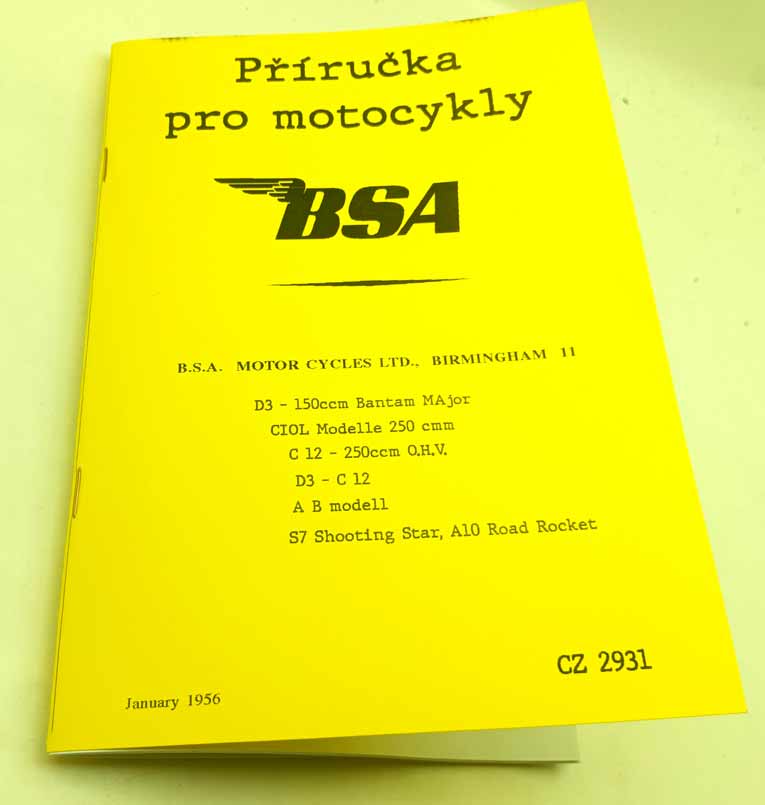 Příručka
pro motocykly
BSA
B.S.A. MOTOR CYCLES LTD., BIRMINGHAM 11
D3 - 150ccm Bantam MAjor
CIOL Modelle 250 cmm
C 12 - 250ccm O.H.V.
D3 - C 12
A B modell
S7 Shooting Star, A10 Road Rocket
CZ 2931
January 1956